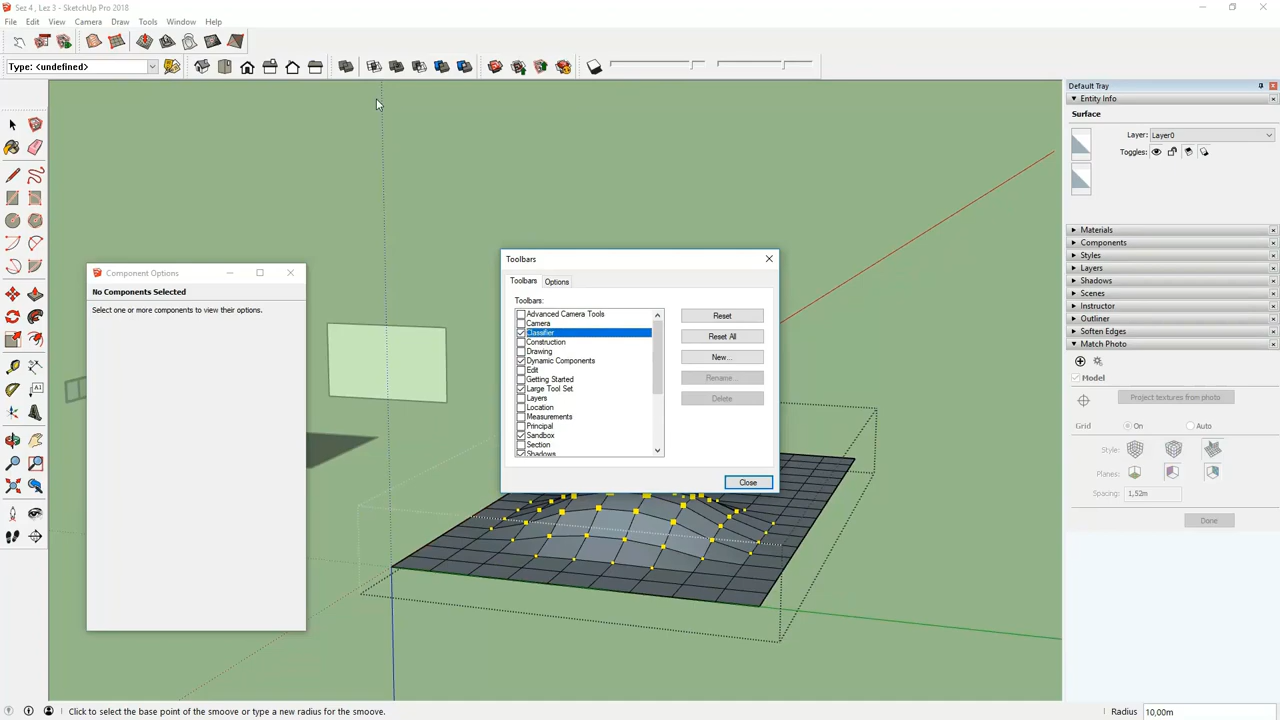 Sez 4 , Lez 3 - SketchUp Pro 2018
File Edit View Camera Draw Tools Window Help
Type: <undefined>
Component Options
No Components Selected
Select one or more components to view their options.
Toolbars
Toolbars Options
Toolbars:
Advanced Camera Tools
Camera
Classifier
Construction
Drawing
Dynamic Components
Edit
Getting Started
Large Tool Set
Layers
Location
Measurements
Principal
Sandbox
Section
Shadows
Reset
Reset All
New...
Rename...
Delete
Close
Default Tray
Entity Info
Surface
Layer: Layer0
Toggles:
Materials
Components
Styles
Layers
Shadows
Scenes
Instructor
Outliner
Soften Edges
Match Photo
Model
Project textures from photo
Grid On Auto
Style:
Planes:
Spacing: 1,52m
Done
Click to select the base point of the smoove or type a new radius for the smoove.
Radius 10,00m